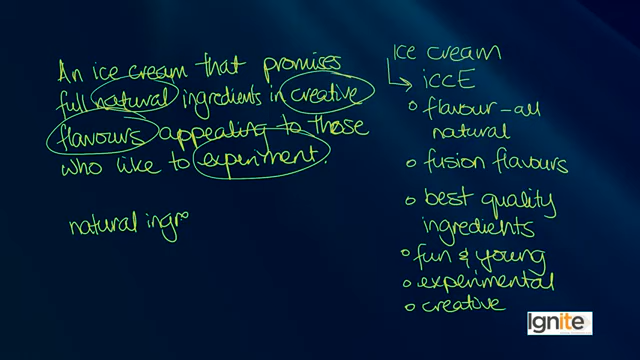 An ice cream that promises
full natural ingredients in creative
flavours appealing to those
who like to experiment.
natural ingr
Ice cream
iccE
flavour - all
natural
fusion flavours
best quality
ingredients
fun & young
experimental
creative
Ignite